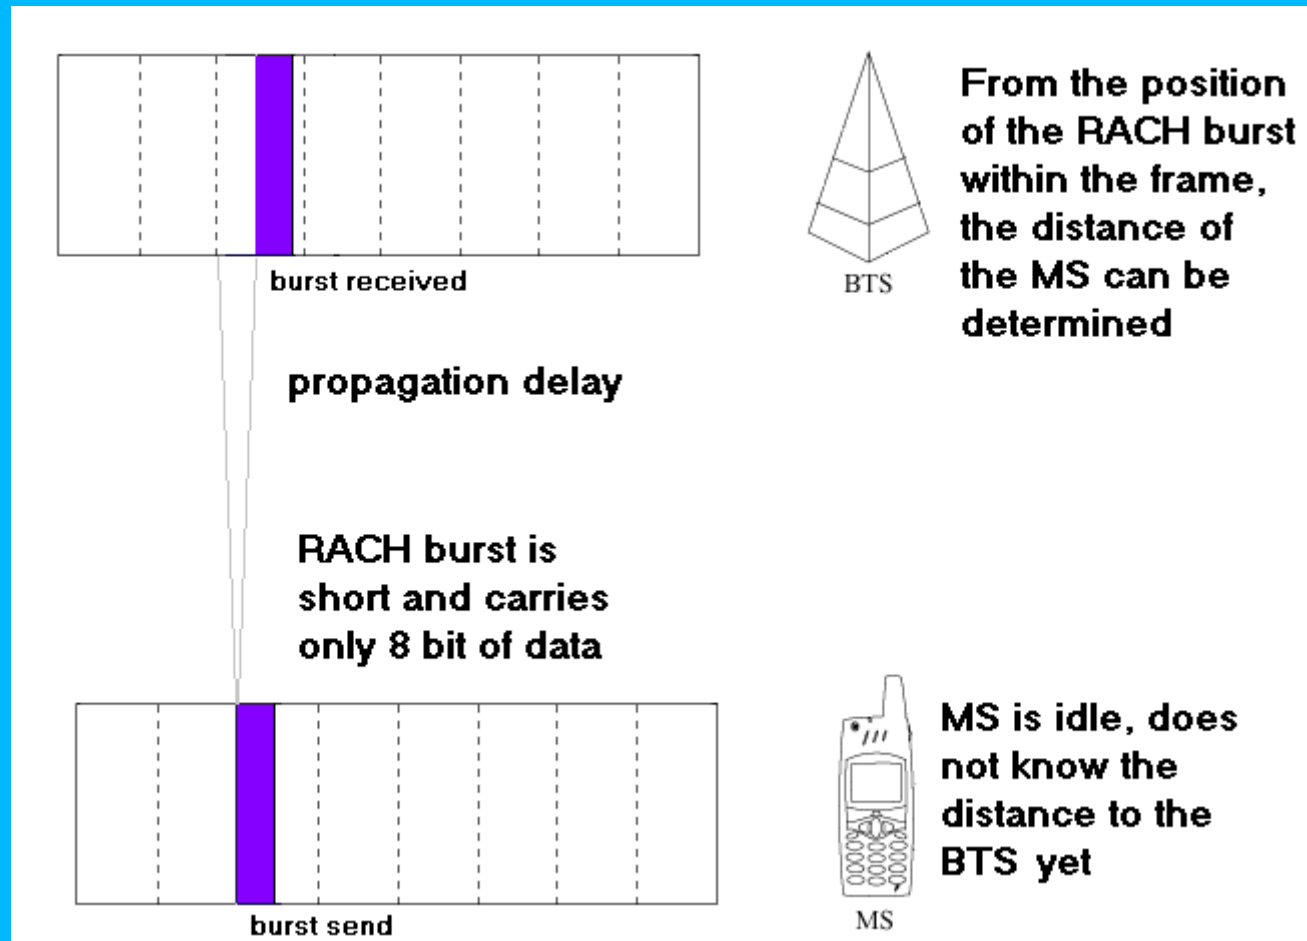 From the position
of the RACH burst
within the frame,
the distance of
the MS can be
determined
BTS
burst received
propagation delay
RACH burst is
short and carries
only 8 bit of data
MS is idle, does
not know the
distance to the
BTS yet
MS
burst send